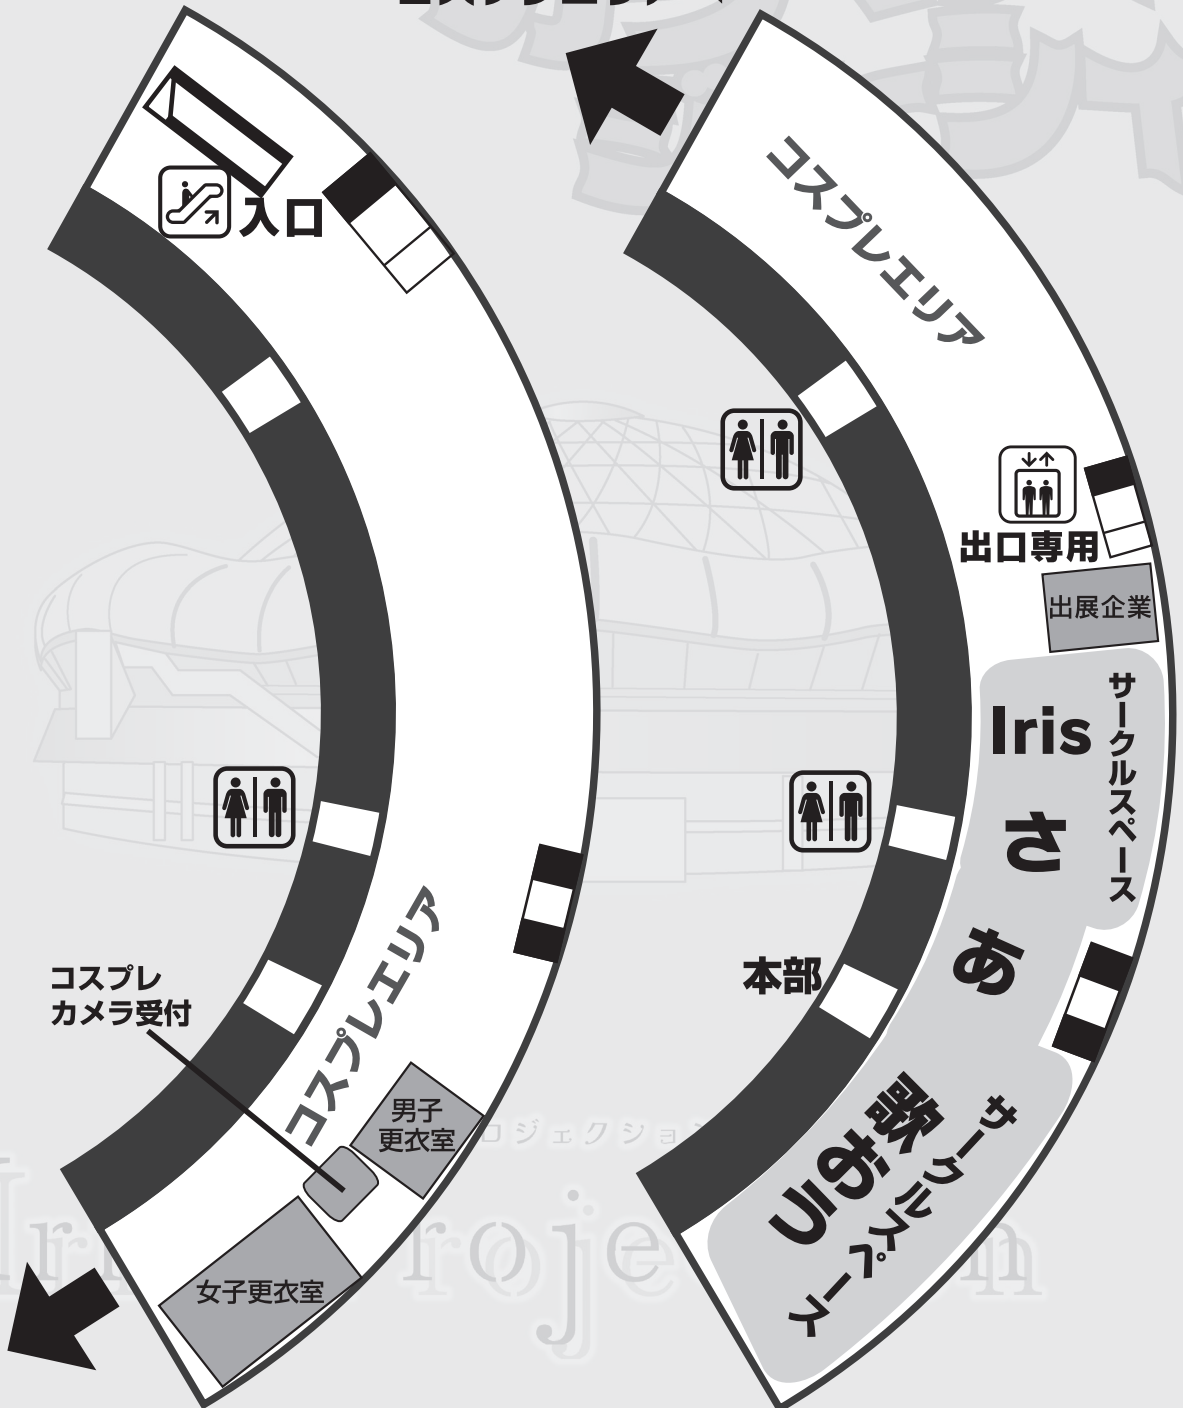 入口
コスプレエリア
コスプレ
カメラ受付
男子
更衣室
女子更衣室
コスプレエリア
出口専用
出展企業
サークルスペース
Iris
さ
あ
本部
歌おう
サークルスペース